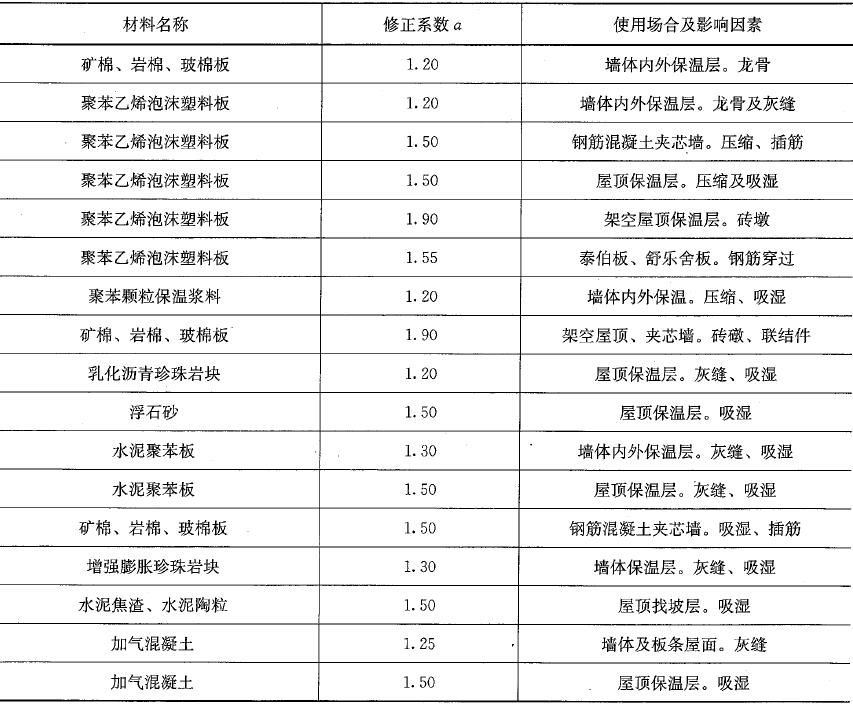 材料名称 修正系数 a 使用场合及影响因素
矿棉、岩棉、玻棉板 1.20 墙体内外保温层。龙骨
聚苯乙烯泡沫塑料板 1.20 墙体内外保温层。龙骨及灰缝
聚苯乙烯泡沫塑料板 1.50 钢筋混凝土夹芯墙。压缩、插筋
聚苯乙烯泡沫塑料板 1.50 屋顶保温层。压缩及吸湿
聚苯乙烯泡沫塑料板 1.90 架空屋顶保温层。砖墩
聚苯乙烯泡沫塑料板 1.55 泰伯板、舒乐舍板。钢筋穿过
聚苯颗粒保温浆料 1.20 墙体内外保温。压缩、吸湿
矿棉、岩棉、玻棉板 1.90 架空屋顶、夹芯墙。砖墩、联结件
乳化沥青珍珠岩块 1.20 屋顶保温层。灰缝、吸湿
浮石砂 1.50 屋顶保温层。吸湿
水泥聚苯板 1.30 墙体内外保温层。灰缝、吸湿
水泥聚苯板 1.50 屋顶保温层。灰缝、吸湿
矿棉、岩棉、玻棉板 1.50 钢筋混凝土夹芯墙。吸湿、插筋
增强膨胀珍珠岩块 1.30 墙体保温层。灰缝、吸湿
水泥焦渣、水泥陶粒 1.50 屋顶找坡层。吸湿
加气混凝土 1.25 墙体及板条屋面。灰缝
加气混凝土 1.50 屋顶保温层。吸湿